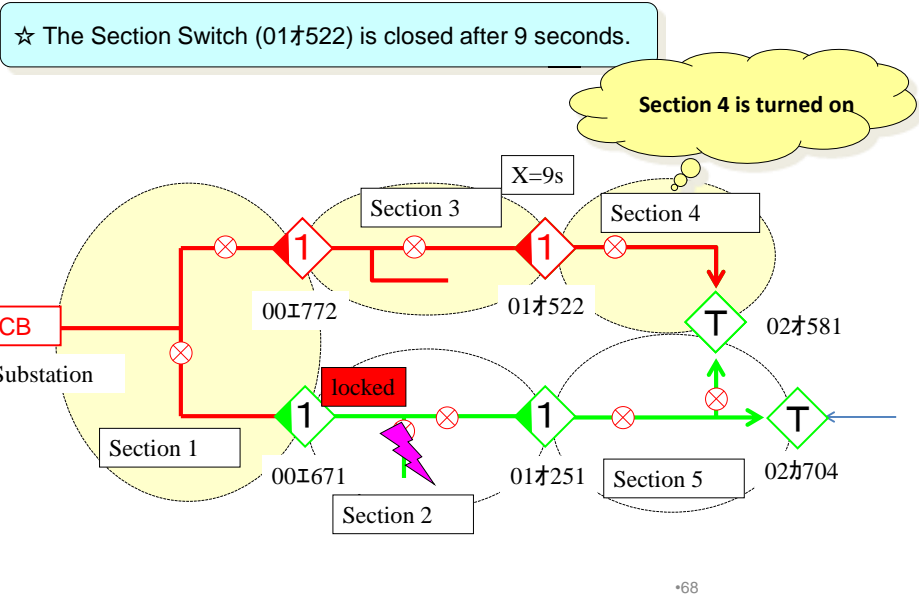 ☆ The Section Switch (01オ522) is closed after 9 seconds.
Section 4 is turned on
X=9s
Section 3
Section 4
1
1
00エ772
01オ522
CB
T
02オ581
Substation
locked
1
1
T
Section 1
00エ671
01オ251
Section 5
02カ704
Section 2
•68